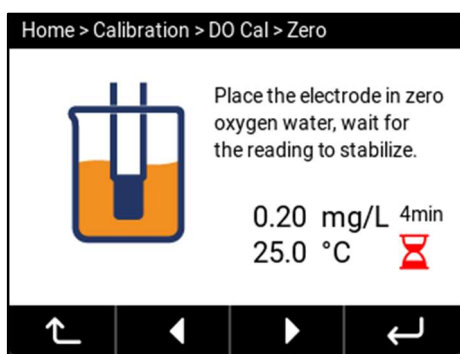 Home > Calibration > DO Cal > Zero
Place the electrode in zero
oxygen water, wait for
the reading to stabilize.
0.20 mg/L 4min
25.0 °C